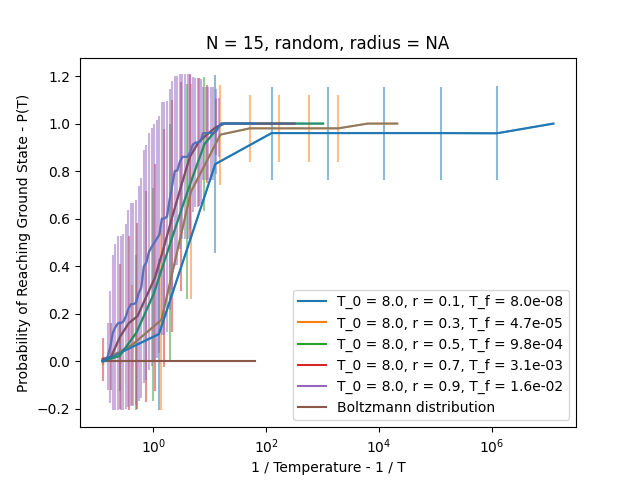 N = 15, random, radius = NA
Probability of Reaching Ground State - P(T)
1.2
1.0
0.8
0.6
0.4
0.2
0.0
−0.2
T_0 = 8.0, r = 0.1, T_f = 8.0e-08
T_0 = 8.0, r = 0.3, T_f = 4.7e-05
T_0 = 8.0, r = 0.5, T_f = 9.8e-04
T_0 = 8.0, r = 0.7, T_f = 3.1e-03
T_0 = 8.0, r = 0.9, T_f = 1.6e-02
Boltzmann distribution
10⁰ 10² 10⁴ 10⁶
1 / Temperature - 1 / T